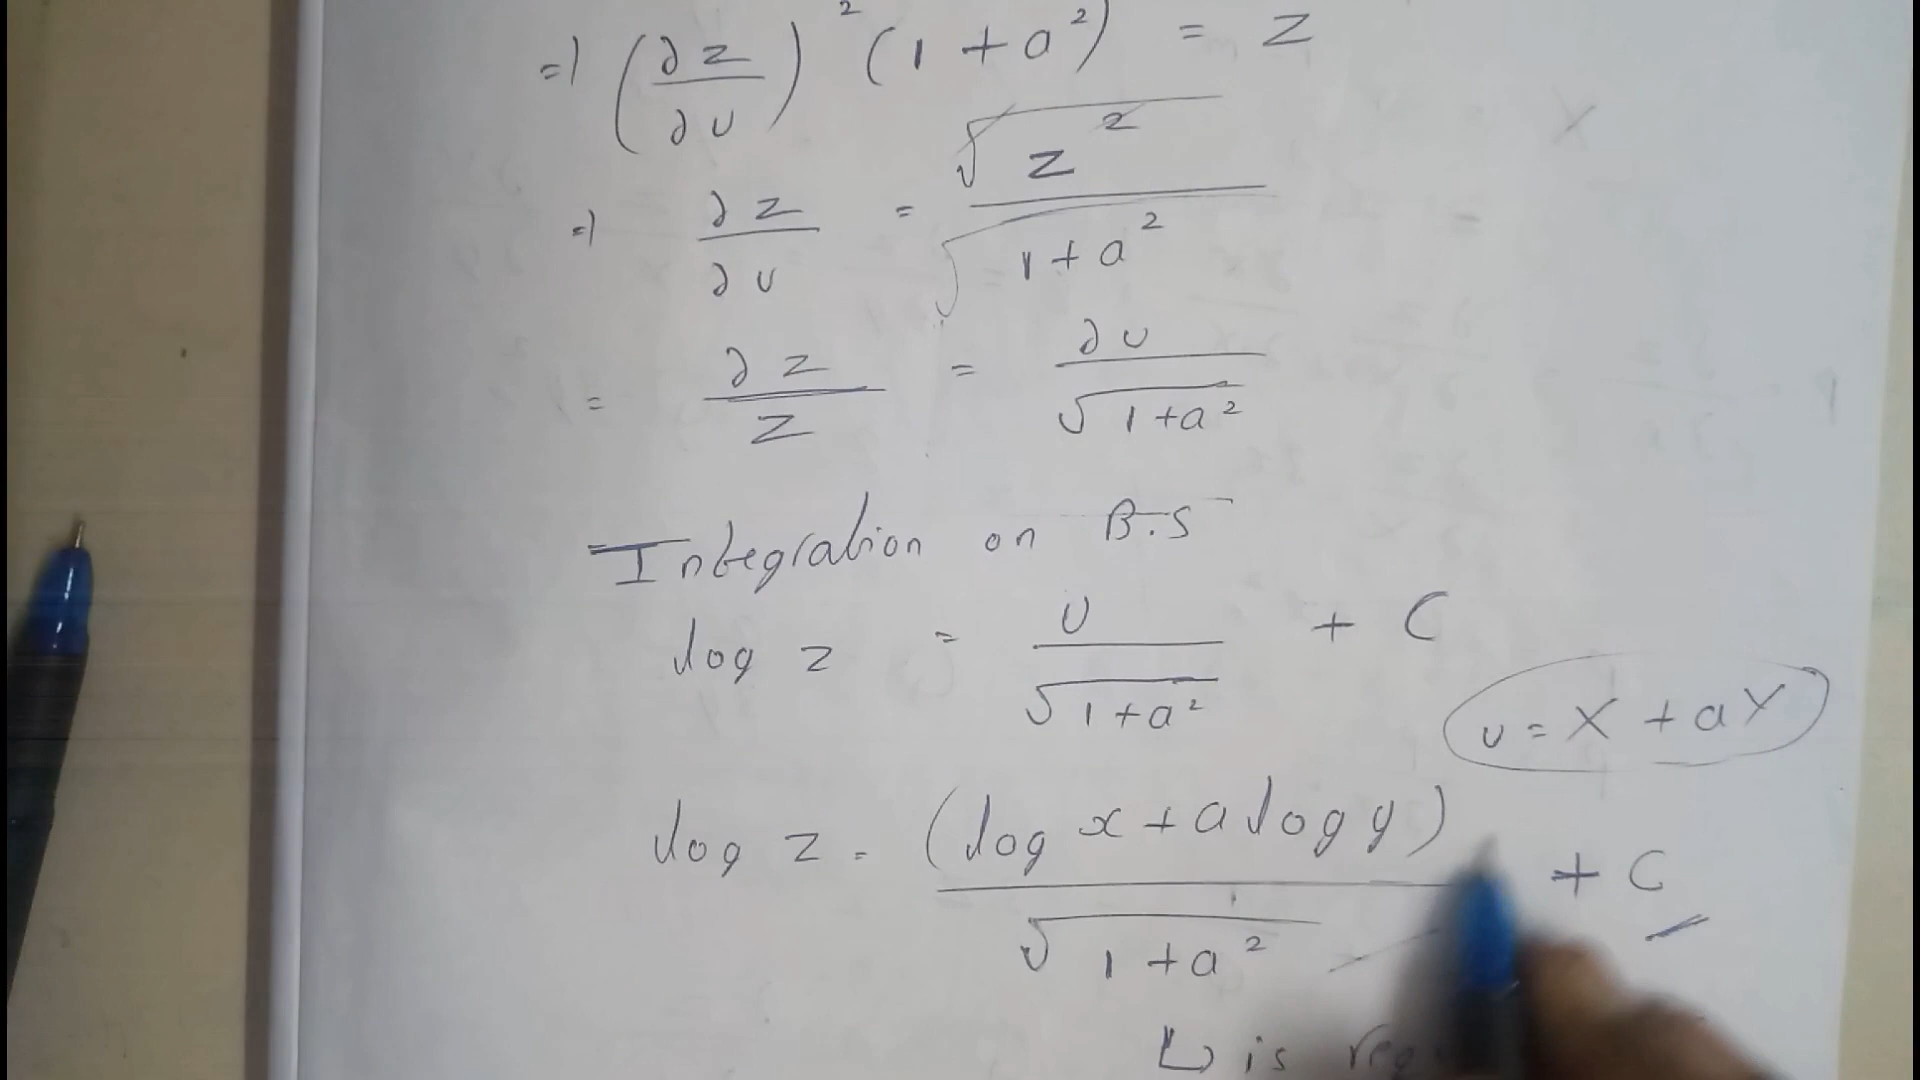 =) (∂z/∂u)² (1 + a²) = z
=) ∂z/∂u = √z²/√1+a²
= ∂z/z = ∂u/√1+a²
Integration on B.S
log z = u/√1+a² + C
u = X + aY
log z = (log x + a log y)/√1+a² + C
↳ is